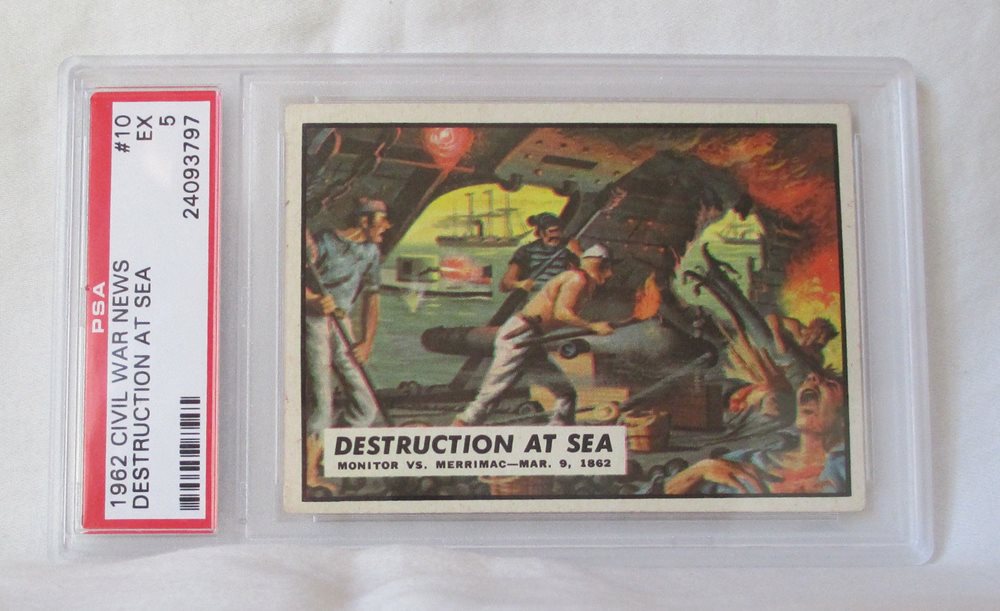 1962 CIVIL WAR NEWS #10
DESTRUCTION AT SEA EX
5
24093797
PSA
DESTRUCTION AT SEA
MONITOR VS. MERRIMAC—MAR. 9, 1862